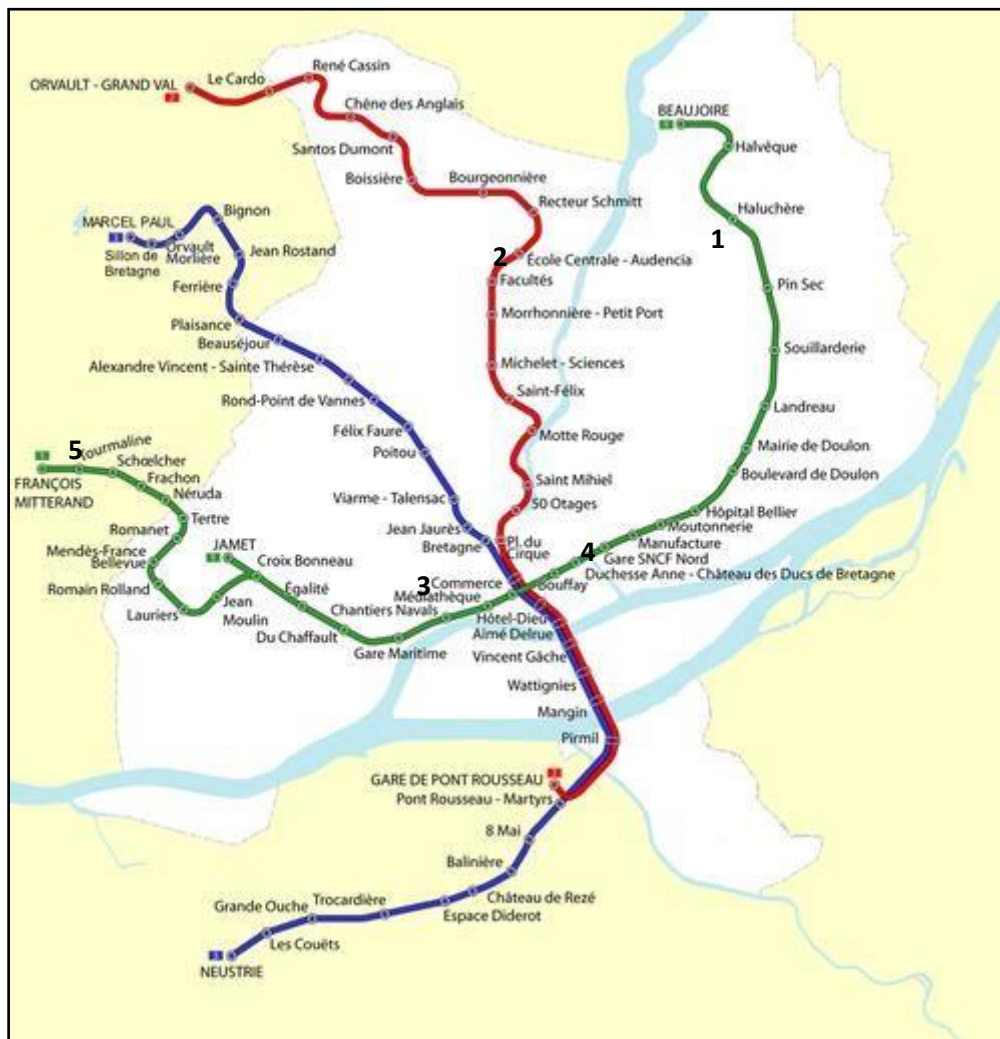 René Cassin
Le Cardo
ORVAULT - GRAND VAL
2
Chêne des Anglais
Santos Dumont
Boissière
Bourgeonnière
Recteur Schmitt
2
École Centrale - Audencia
Facultés
Morrhonnière - Petit Port
Michelet - Sciences
Saint-Félix
Motte Rouge
Saint Mihiel
50 Otages
Pl. du
Cirque
BEAUJOIRE
1
Halvèque
Haluchère
1
Pin Sec
Souillarderie
Landreau
Mairie de Doulon
Boulevard de Doulon
Hôpital Bellier
Moutonnerie
Manufacture
4
Gare SNCF Nord
Duchesse Anne - Château des Ducs de Bretagne
Bouffay
MARCEL PAUL
3
Sillon de
Bretagne
Orvault
Morlière
Bignon
Jean Rostand
Ferrière
Plaisance
Beauséjour
Alexandre Vincent - Sainte Thérèse
Rond-Point de Vannes
Félix Faure
Poitou
Viarme - Talensac
Jean Jaurès
Bretagne
5
Tourmaline
1
FRANÇOIS
MITTERAND
Schœlcher
Frachon
Néruda
Tertre
Romanet
Mendès-France
Bellevue
Romain Rolland
Lauriers
Jean
Moulin
JAMET
1
Croix Bonneau
Égalité
Du Chaffault
Chantiers Navals
Gare Maritime
3
Commerce
Médiathèque
Hôtel-Dieu
Aimé Delrue
Vincent Gâche
Wattignies
Mangin
Pirmil
GARE DE PONT ROUSSEAU
2
Pont Rousseau - Martyrs
8 Mai
Balinière
Château de Rezé
Espace Diderot
Trocardière
Grande Ouche
Les Couëts
3
NEUSTRIE